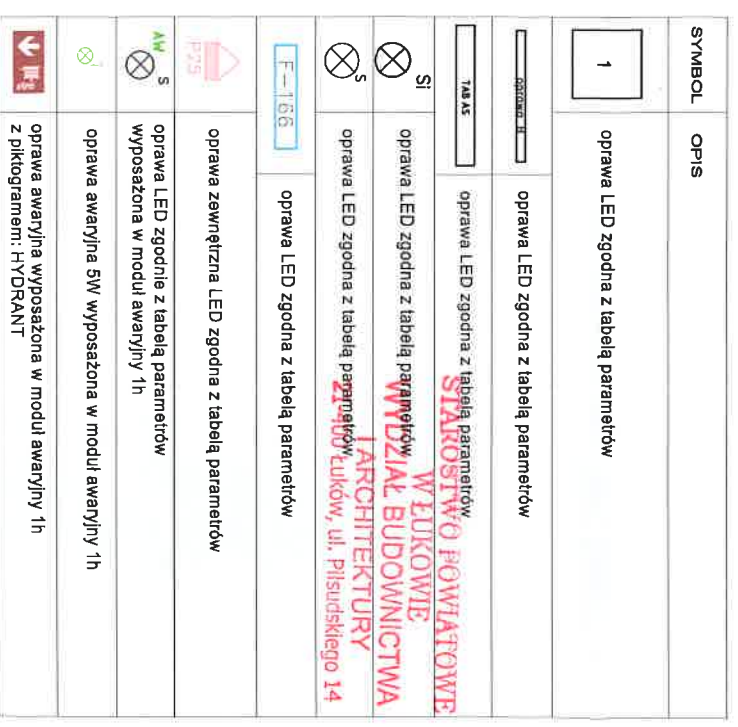 SYMBOL OPIS
1 oprawa LED zgodna z tabelą parametrów
oprawa H oprawa LED zgodna z tabelą parametrów
TAB AS oprawa LED zgodna z tabelą parametrów
Si oprawa LED zgodna z tabelą parametrów
S oprawa LED zgodna z tabelą parametrów
F-166 oprawa LED zgodna z tabelą parametrów
oprawa zewnętrzna LED zgodna z tabelą parametrów
AW S oprawa LED zgodnie z tabelą parametrów
wyposażona w moduł awaryjny 1h
oprawa awaryjna 5W wyposażona w moduł awaryjny 1h
oprawa awaryjna wyposażona w moduł awaryjny 1h
z piktogramem: HYDRANT
STAROSTWO POWIATOWE
W ŁUKOWIE
WYDZIAŁ BUDOWNICTWA
I ARCHITEKTURY
21-400 Łuków, ul. Piłsudskiego 14